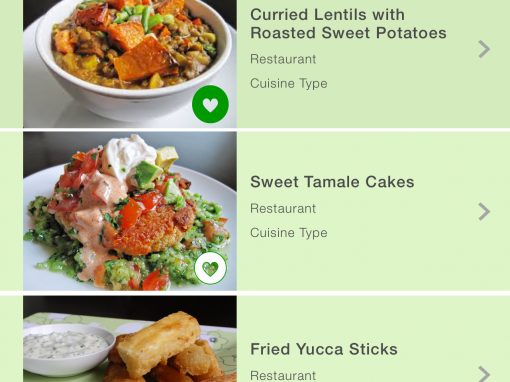 Curried Lentils with
Roasted Sweet Potatoes
Restaurant
Cuisine Type
Sweet Tamale Cakes
Restaurant
Cuisine Type
Fried Yucca Sticks
Restaurant